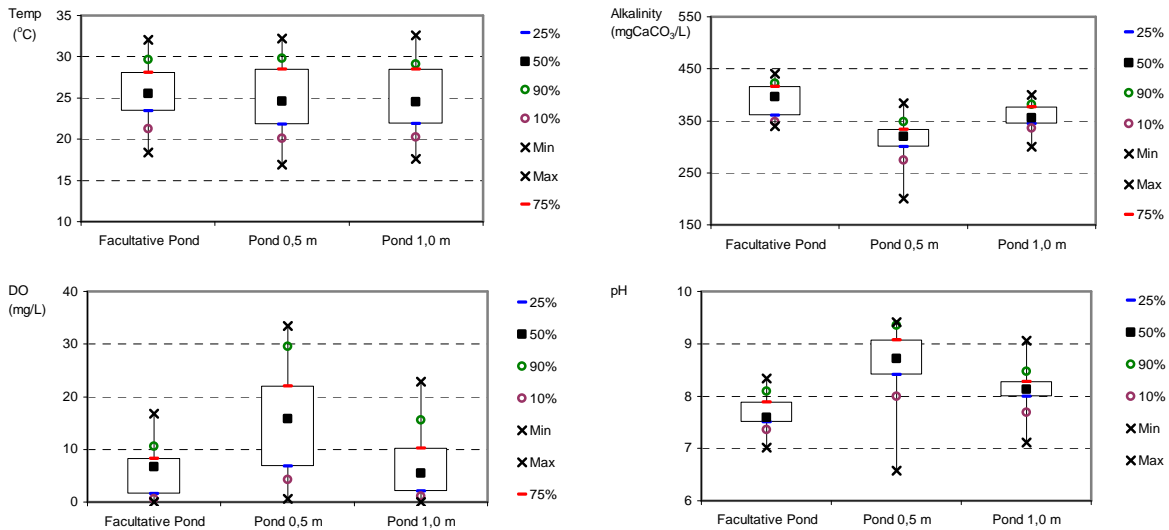 Temp
(°C)
35
30
25
20
15
10
Facultative Pond
Pond 0,5 m
Pond 1,0 m
25%
50%
90%
10%
Min
Max
75%
Alkalinity
(mgCaCO₃/L)
550
450
350
250
150
Facultative Pond
Pond 0,5 m
Pond 1,0 m
25%
50%
90%
10%
Min
Max
75%
DO
(mg/L)
40
30
20
10
0
Facultative Pond
Pond 0,5 m
Pond 1,0 m
25%
50%
90%
10%
Min
Max
75%
pH
10
9
8
7
6
Facultative Pond
Pond 0,5 m
Pond 1,0 m
25%
50%
90%
10%
Min
Max
75%